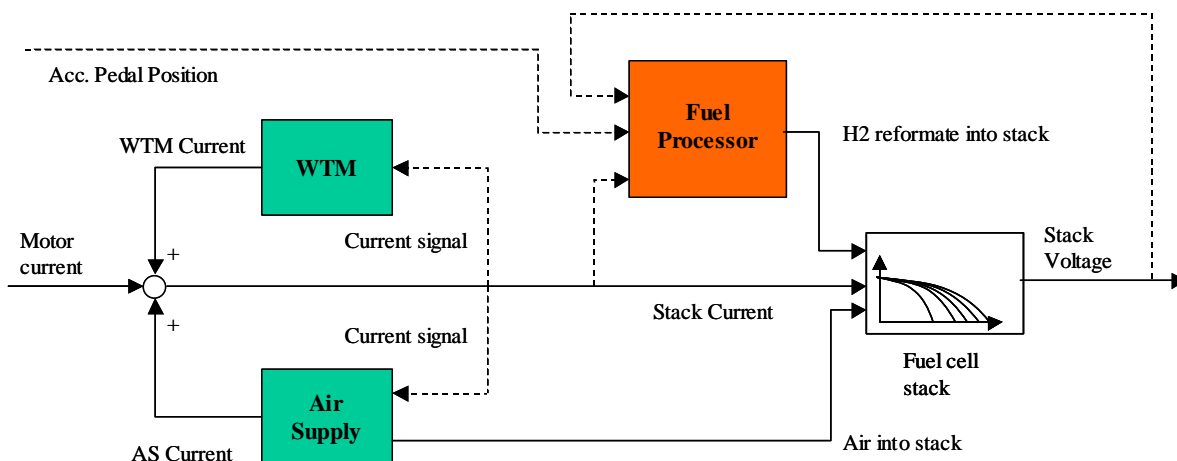 Acc. Pedal Position
Fuel
Processor
H2 reformate into stack
WTM Current
WTM
Motor
current
+
Current signal
Stack
Voltage
+
Stack Current
Current signal
Fuel cell
stack
Air
Supply
AS Current
Air into stack